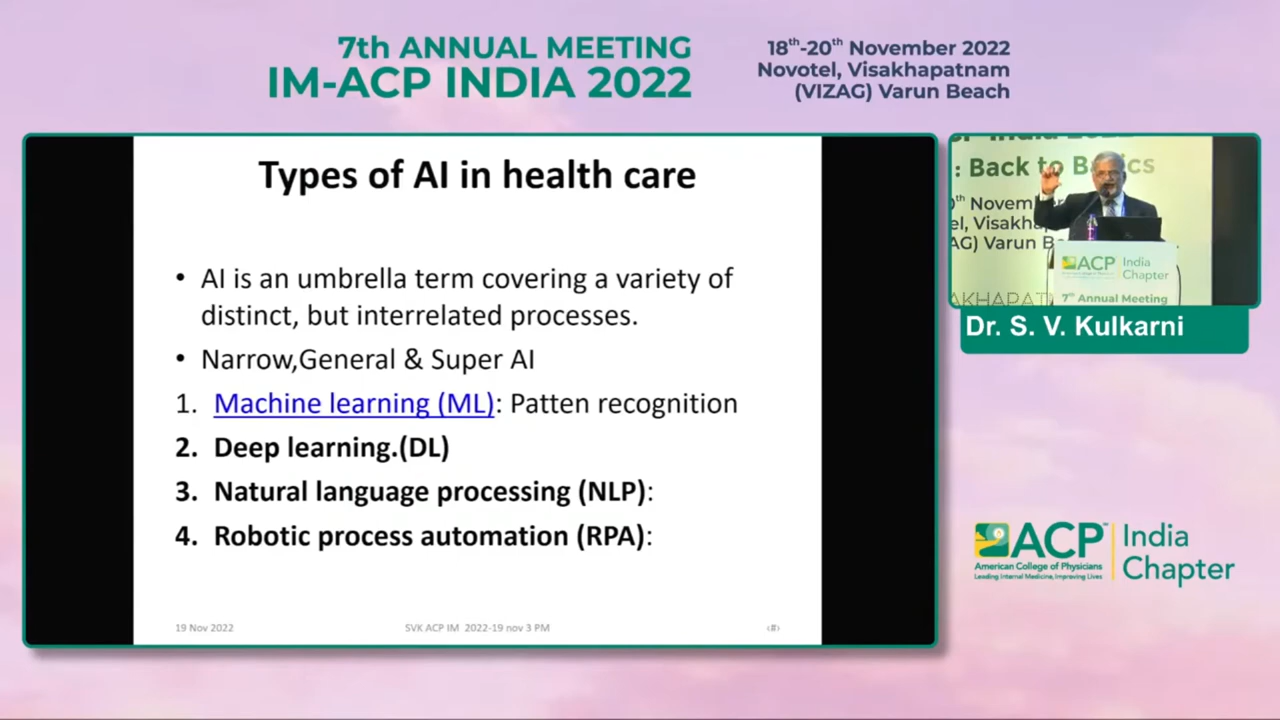 7th ANNUAL MEETING
IM-ACP INDIA 2022
18th-20th November 2022
Novotel, Visakhapatnam
(VIZAG) Varun Beach
Types of AI in health care
• AI is an umbrella term covering a variety of
distinct, but interrelated processes.
• Narrow,General & Super AI
1. Machine learning (ML): Patten recognition
2. Deep learning.(DL)
3. Natural language processing (NLP):
4. Robotic process automation (RPA):
19 Nov 2022
SVK ACP IM 2022-19 nov 3 PM
‹#›
: Back to Ba cs
th Novem
el, Visakha
AG) Varun B
ACP India
Chapter
7th Annual Meeting
AKHAPAT
Dr. S. V. Kulkarni
ACP India
American College of Physicians
Leading Internal Medicine, Improving Lives
Chapter